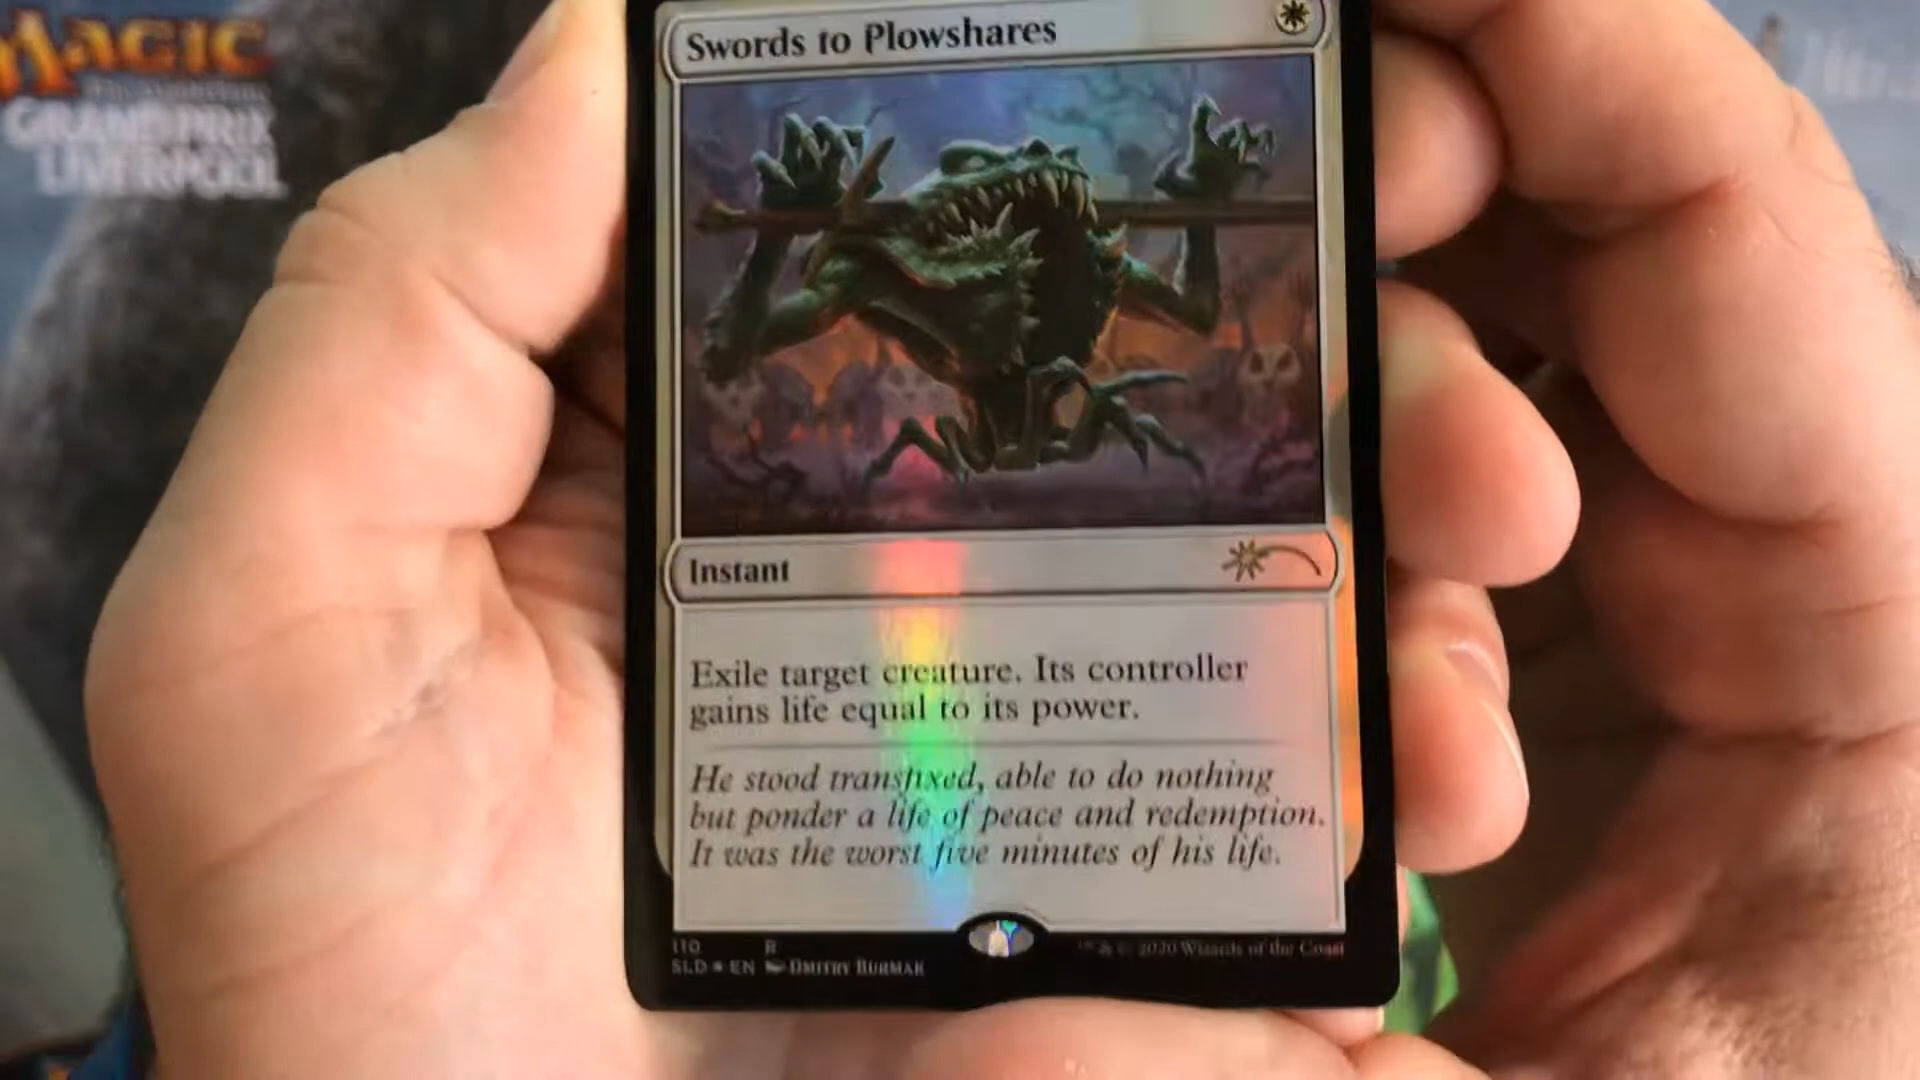 MAGIC
GRAND PRIX
LIVERPOOL
Swords to Plowshares
Instant
Exile target creature. Its controller
gains life equal to its power.
He stood transfixed, able to do nothing
but ponder a life of peace and redemption.
It was the worst five minutes of his life.
110 R
SLD ★ EN Dmitry Burmak
™ & © 2020 Wizards of the Coast